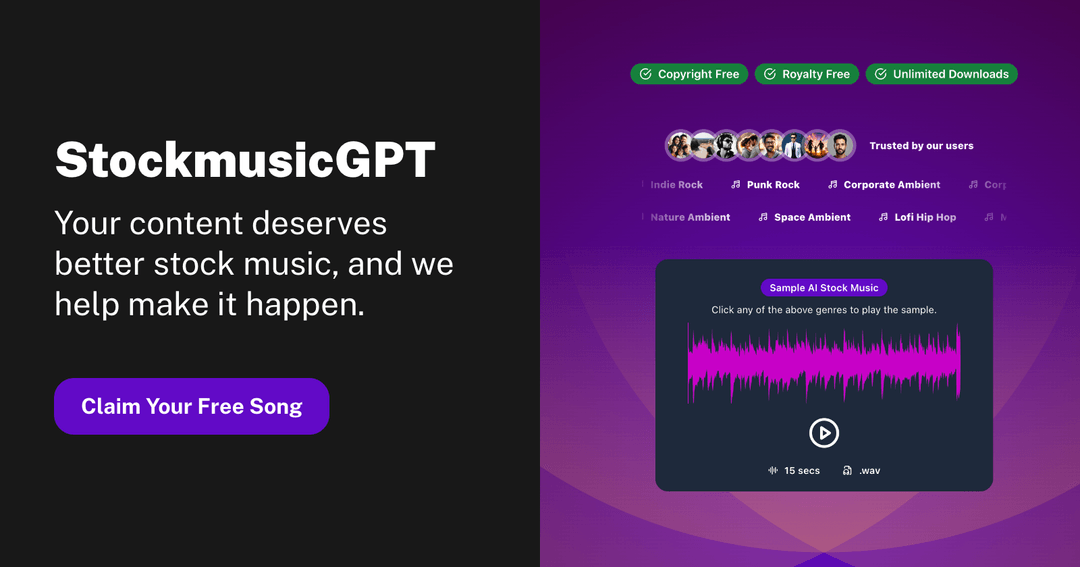 StockmusicGPT
Your content deserves
better stock music, and we
help make it happen.
Claim Your Free Song
Copyright Free Royalty Free Unlimited Downloads
Trusted by our users
Indie Rock Punk Rock Corporate Ambient
Nature Ambient Space Ambient Lofi Hip Hop
Sample AI Stock Music
Click any of the above genres to play the sample.
15 secs .wav